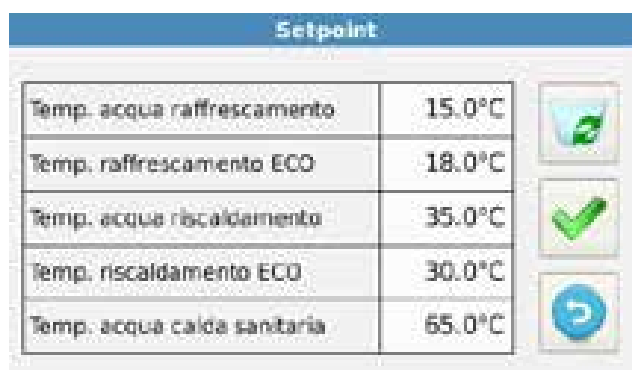 Setpoint
Temp. acqua raffrescamento 15.0°C
Temp. raffrescamento ECO 18.0°C
Temp. acqua riscaldamento 35.0°C
Temp. riscaldamento ECO 30.0°C
Temp. acqua calda sanitaria 65.0°C